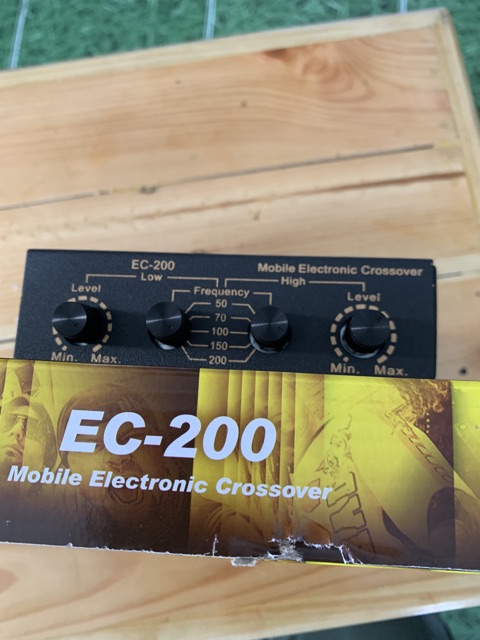 EC-200
Mobile Electronic Crossover
Low
High
Level
Frequency
Level
50
70
100
150
200
Min. Max.
Min. Max.
EC-200
Mobile Electronic Crossover